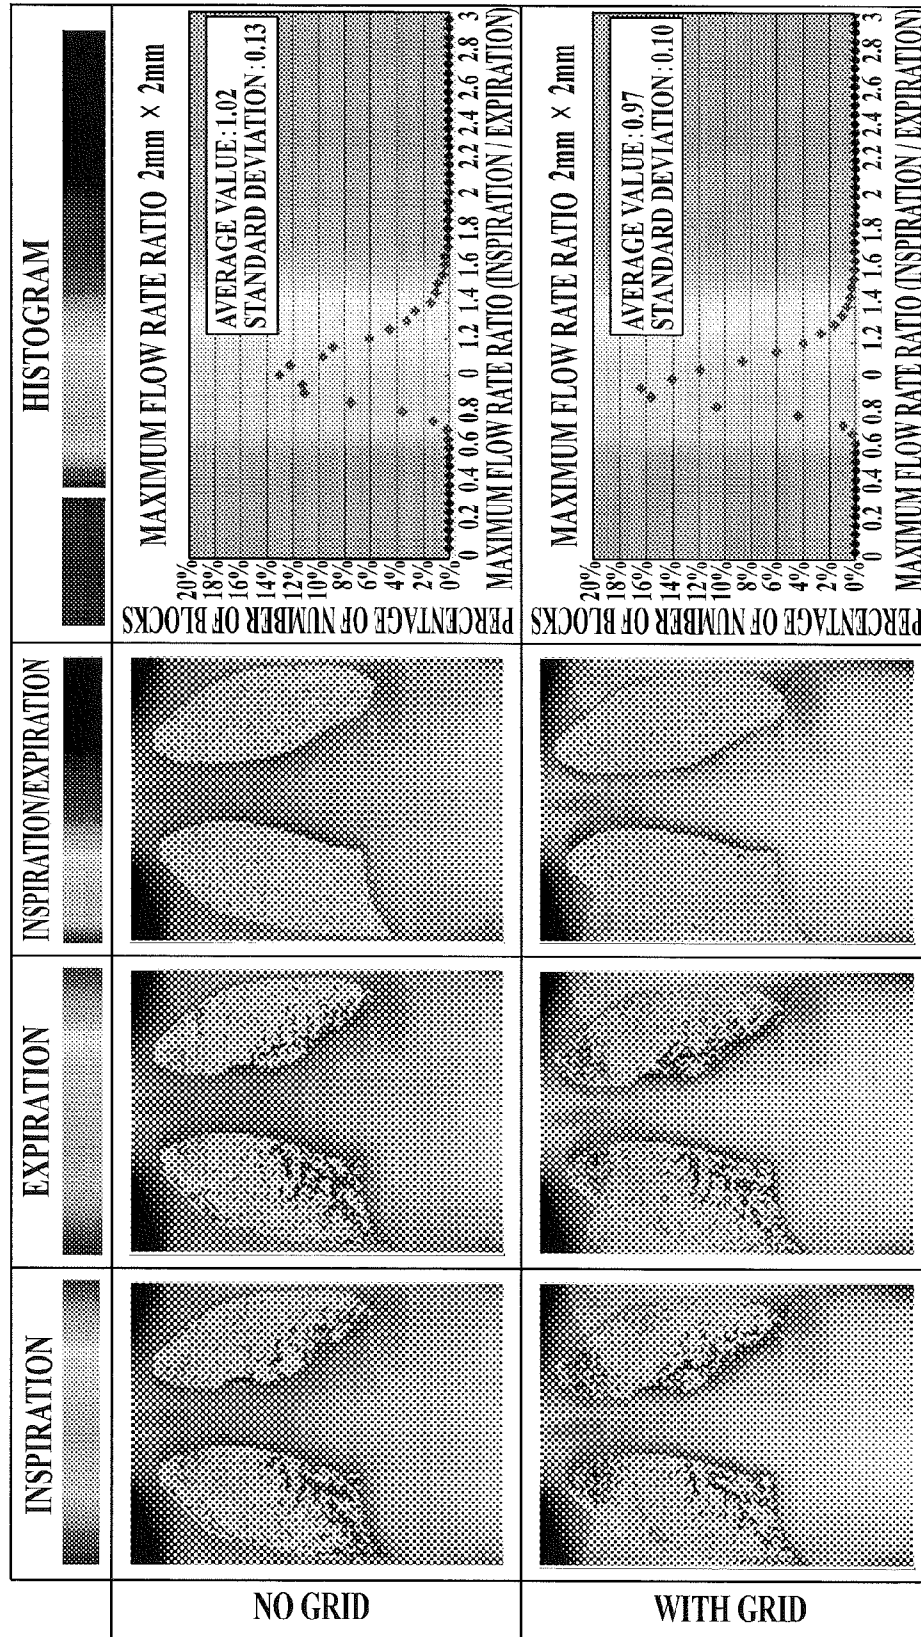 INSPIRATION
EXPIRATION
INSPIRATION/EXPIRATION
HISTOGRAM
NO GRID
MAXIMUM FLOW RATE RATIO 2mm × 2mm
AVERAGE VALUE: 1.02
STANDARD DEVIATION: 0.13
PERCENTAGE OF NUMBER OF BLOCKS
20%
18%
16%
14%
12%
10%
8%
6%
4%
2%
0%
0 0.2 0.4 0.6 0.8 0 1.2 1.4 1.6 1.8 2 2.2 2.4 2.6 2.8 3
MAXIMUM FLOW RATE RATIO (INSPIRATION / EXPIRATION)
WITH GRID
MAXIMUM FLOW RATE RATIO 2mm × 2mm
AVERAGE VALUE: 0.97
STANDARD DEVIATION: 0.10
PERCENTAGE OF NUMBER OF BLOCKS
20%
18%
16%
14%
12%
10%
8%
6%
4%
2%
0%
0 0.2 0.4 0.6 0.8 0 1.2 1.4 1.6 1.8 2 2.2 2.4 2.6 2.8 3
MAXIMUM FLOW RATE RATIO (INSPIRATION / EXPIRATION)